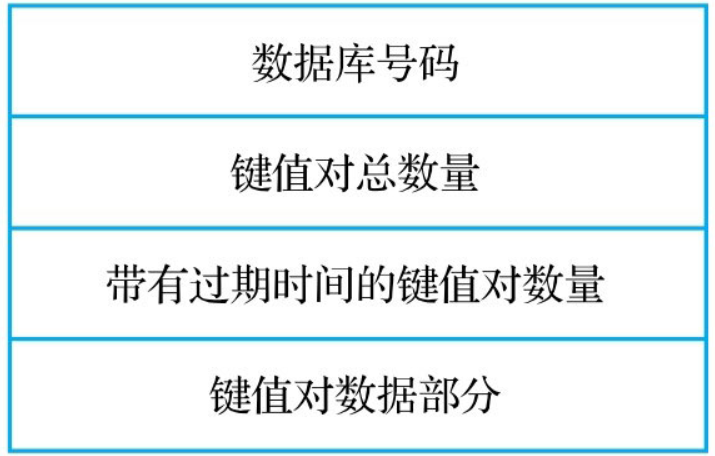 数据库号码
键值对总数量
带有过期时间的键值对数量
键值对数据部分